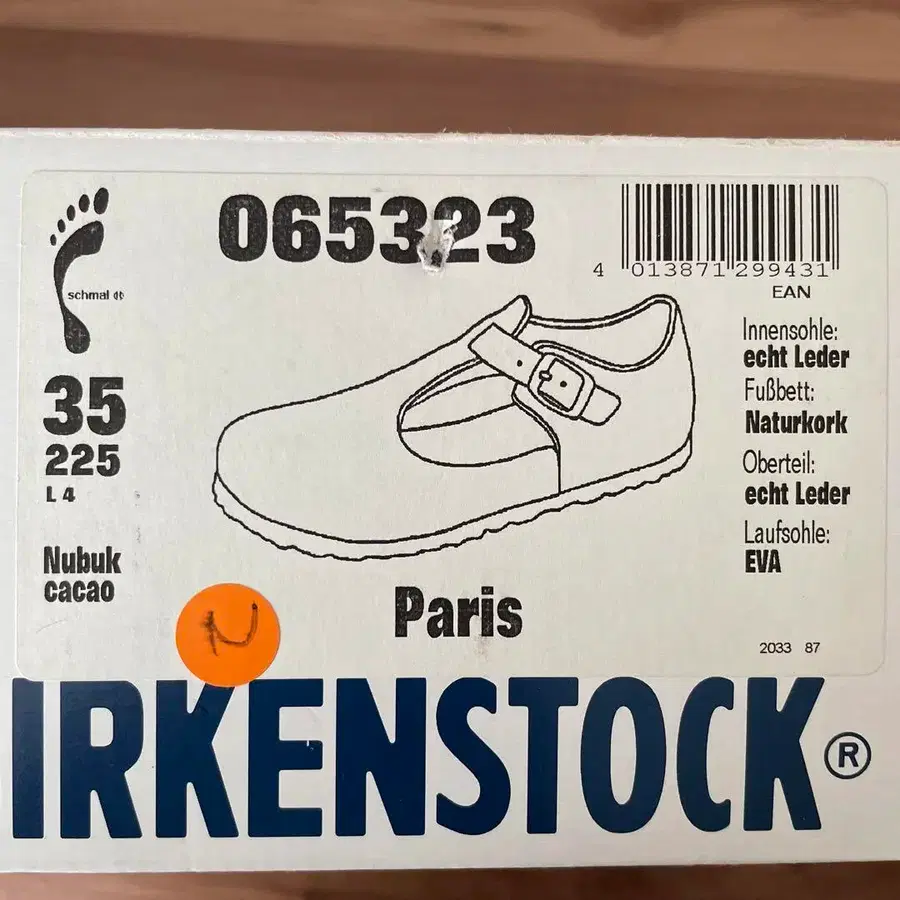 065323
4 013871 299431
EAN
schmal
35
225
L 4
Nubuk
cacao
Innensohle:
echt Leder
Fußbett:
Naturkork
Oberteil:
echt Leder
Laufsohle:
EVA
Paris
N
2033 87
IRKENSTOCK®